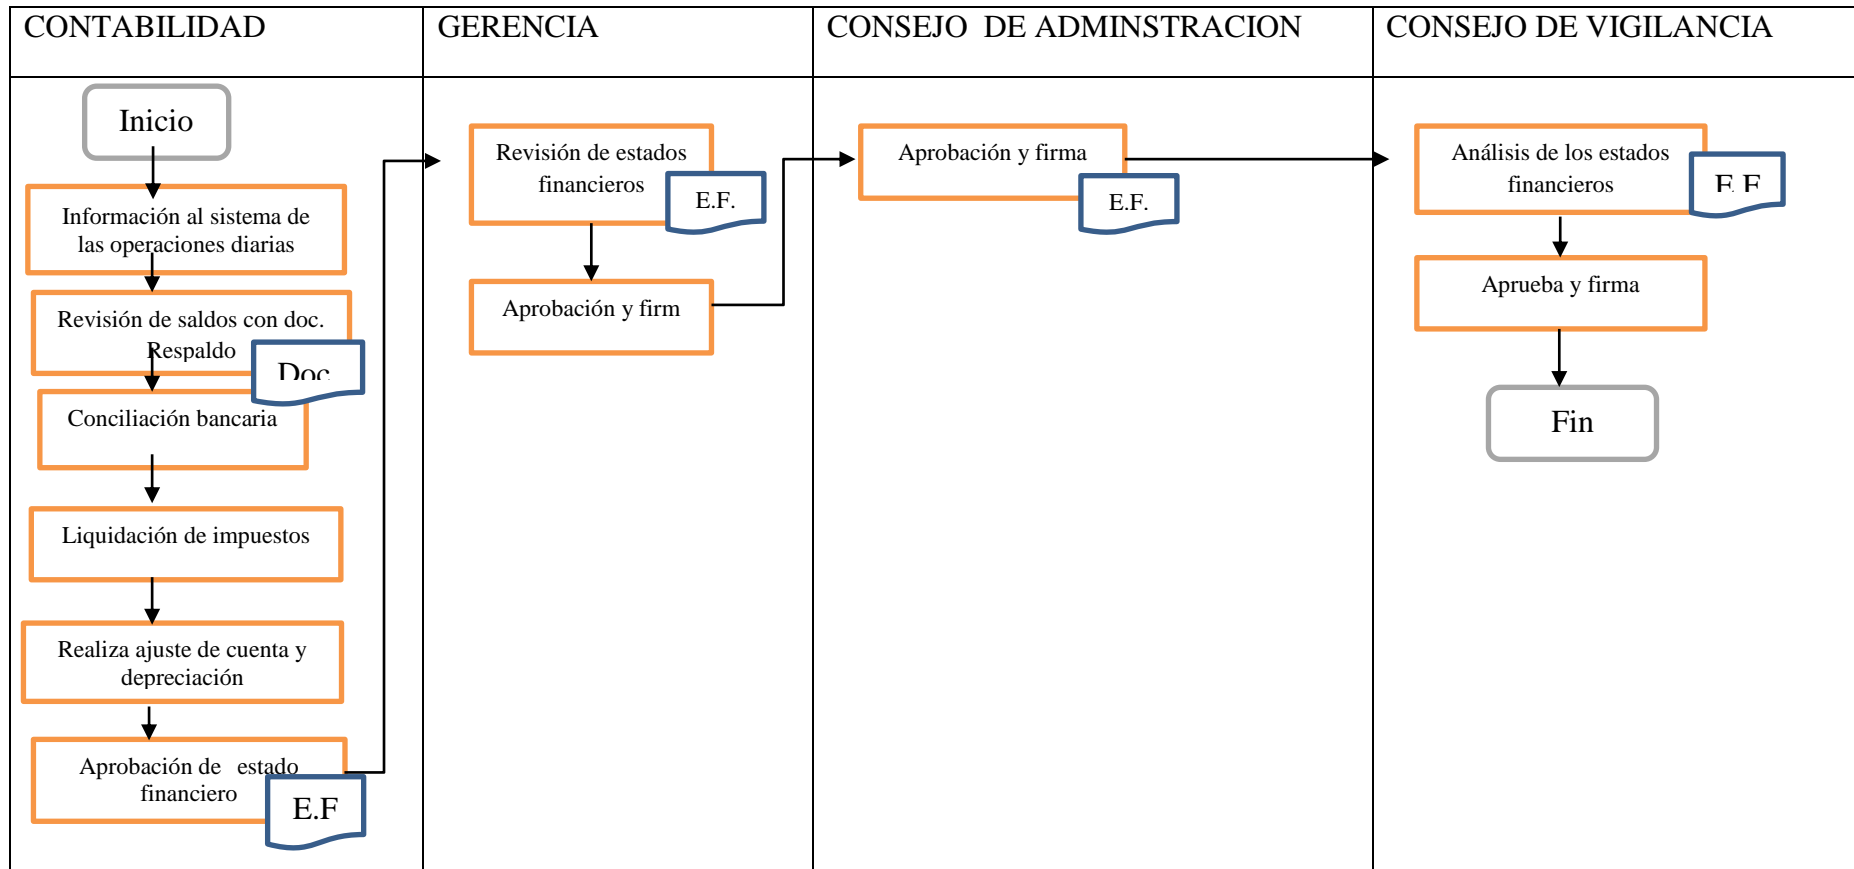 CONTABILIDAD
GERENCIA
CONSEJO DE ADMINSTRACION
CONSEJO DE VIGILANCIA
Inicio
Información al sistema de
las operaciones diarias
Revisión de saldos con doc.
Respaldo
Doc
Conciliación bancaria
Liquidación de impuestos
Realiza ajuste de cuenta y
depreciación
Aprobación de estado
financiero
E.F
Revisión de estados
financieros
E.F.
Aprobación y firm
Aprobación y firma
E.F.
Análisis de los estados
financieros
E.F
Aprueba y firma
Fin